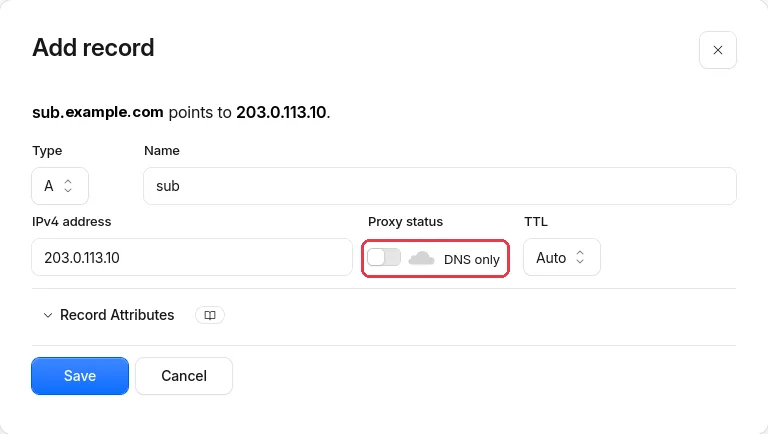 Add record
sub.example.com points to 203.0.113.10.
Type
Name
A
sub
IPv4 address
Proxy status
TTL
203.0.113.10
DNS only
Auto
Record Attributes
Save
Cancel